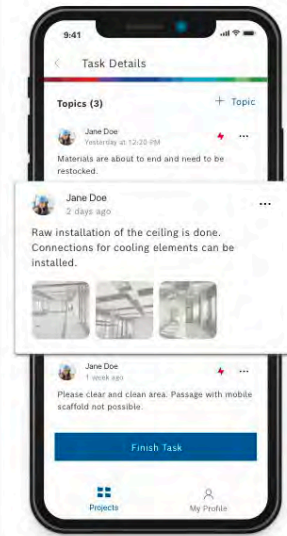 9:41
Task Details
Topics (3)
+ Topic
Jane Doe
Yesterday at 12:20 PM
Materials are about to end and need to be
restocked.
Jane Doe
2 days ago
Raw installation of the ceiling is done.
Connections for cooling elements can be
installed.
Jane Doe
1 week ago
Please clear and clean area. Passage with mobile
scaffold not possible.
Finish Task
Projects
My Profile